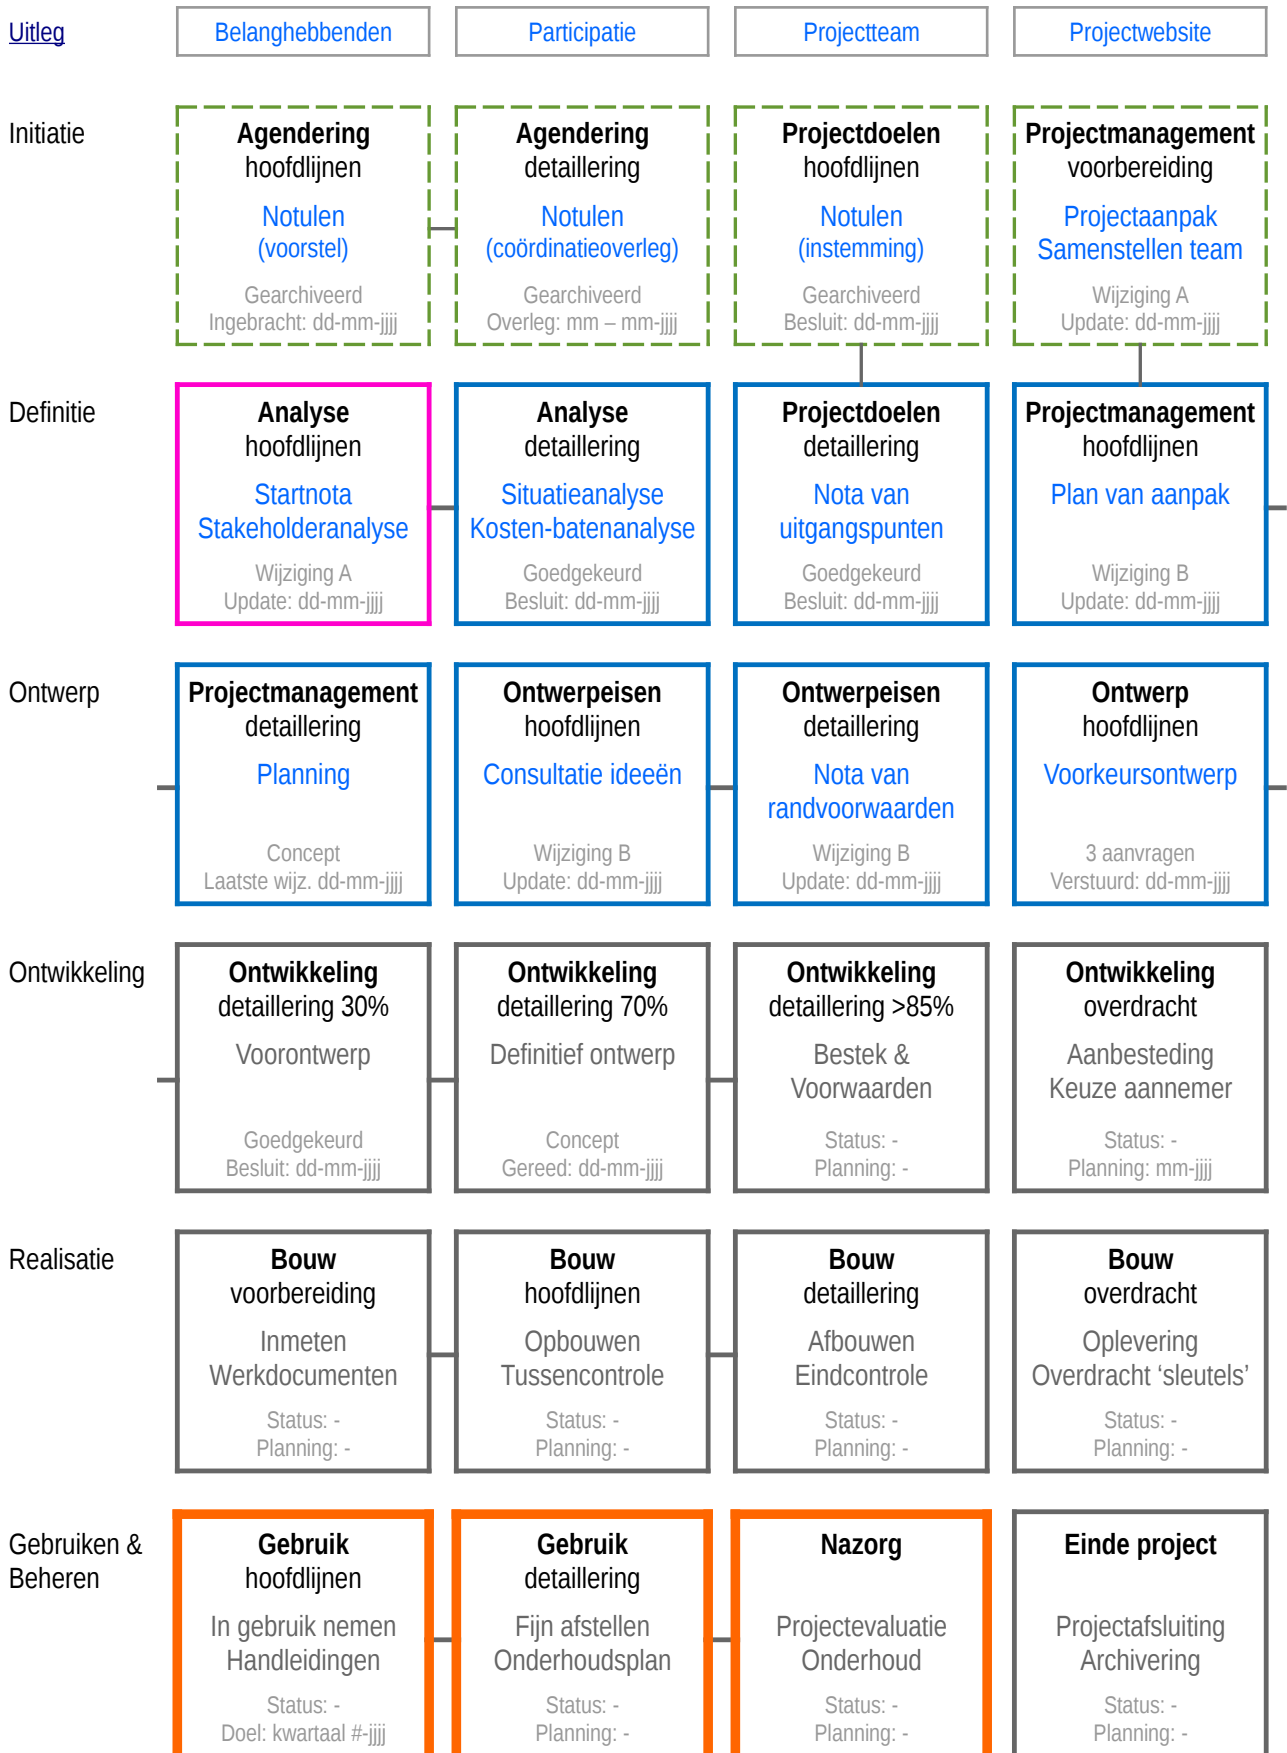 Uitleg
Belanghebbenden
Participatie
Projectteam
Projectwebsite
Initiatie
Agendering
hoofdlijnen
Notulen
(voorstel)
Gearchiveerd
Ingebracht: dd-mm-jjjj
Agendering
detaillering
Notulen
(coördinatieoverleg)
Gearchiveerd
Overleg: mm – mm-jjjj
Projectdoelen
hoofdlijnen
Notulen
(instemming)
Gearchiveerd
Besluit: dd-mm-jjjj
Projectmanagement
voorbereiding
Projectaanpak
Samenstellen team
Wijziging A
Update: dd-mm-jjjj
Definitie
Analyse
hoofdlijnen
Startnota
Stakeholderanalyse
Wijziging A
Update: dd-mm-jjjj
Analyse
detaillering
Situatieanalyse
Kosten-batenanalyse
Goedgekeurd
Besluit: dd-mm-jjjj
Projectdoelen
detaillering
Nota van
uitgangspunten
Goedgekeurd
Besluit: dd-mm-jjjj
Projectmanagement
hoofdlijnen
Plan van aanpak
Wijziging B
Update: dd-mm-jjjj
Ontwerp
Projectmanagement
detaillering
Planning
Concept
Laatste wijz. dd-mm-jjjj
Ontwerpeisen
hoofdlijnen
Consultatie ideeën
Wijziging B
Update: dd-mm-jjjj
Ontwerpeisen
detaillering
Nota van
randvoorwaarden
Wijziging B
Update: dd-mm-jjjj
Ontwerp
hoofdlijnen
Voorkeursontwerp
3 aanvragen
Verstuurd: dd-mm-jjjj
Ontwikkeling
Ontwikkeling
detaillering 30%
Voorontwerp
Goedgekeurd
Besluit: dd-mm-jjjj
Ontwikkeling
detaillering 70%
Definitief ontwerp
Concept
Gereed: dd-mm-jjjj
Ontwikkeling
detaillering >85%
Bestek &
Voorwaarden
Status: -
Planning: -
Ontwikkeling
overdracht
Aanbesteding
Keuze aannemer
Status: -
Planning: mm-jjjj
Realisatie
Bouw
voorbereiding
Inmeten
Werkdocumenten
Status: -
Planning: -
Bouw
hoofdlijnen
Opbouwen
Tussencontrole
Status: -
Planning: -
Bouw
detaillering
Afbouwen
Eindcontrole
Status: -
Planning: -
Bouw
overdracht
Oplevering
Overdracht ‘sleutels’
Status: -
Planning: -
Gebruiken &
Beheren
Gebruik
hoofdlijnen
In gebruik nemen
Handleidingen
Status: -
Doel: kwartaal #-jjjj
Gebruik
detaillering
Fijn afstellen
Onderhoudsplan
Status: -
Planning: -
Nazorg
Projectevaluatie
Onderhoud
Status: -
Planning: -
Einde project
Projectafsluiting
Archivering
Status: -
Planning: -